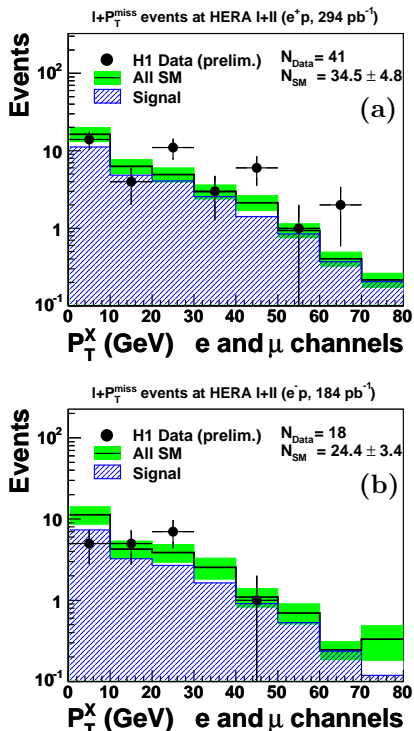 l+P_T^miss events at HERA I+II (e⁺p, 294 pb⁻¹)
Events
10²
10
1
10⁻¹
H1 Data (prelim.)
All SM
Signal
N_Data = 41
N_SM = 34.5 ± 4.8
(a)
0 10 20 30 40 50 60 70 80
P_T^X (GeV) e and μ channels
l+P_T^miss events at HERA I+II (e⁻p, 184 pb⁻¹)
Events
10²
10
1
10⁻¹
H1 Data (prelim.)
All SM
Signal
N_Data = 18
N_SM = 24.4 ± 3.4
(b)
0 10 20 30 40 50 60 70 80
P_T^X (GeV) e and μ channels